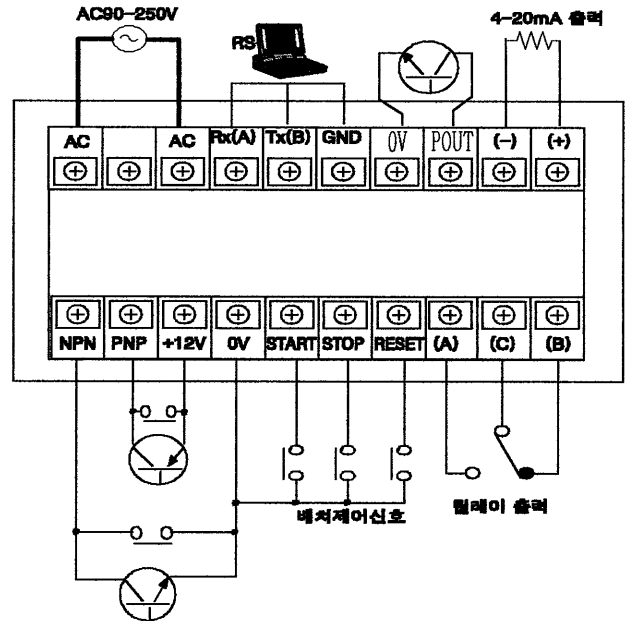 AC90-250V
RS
4-20mA 출력
AC
AC
Rx(A)
Tx(B)
GND
0V
POUT
(-)
(+)
NPN
PNP
+12V
0V
START
STOP
RESET
(A)
(C)
(B)
배처제어신호
릴레이 출력